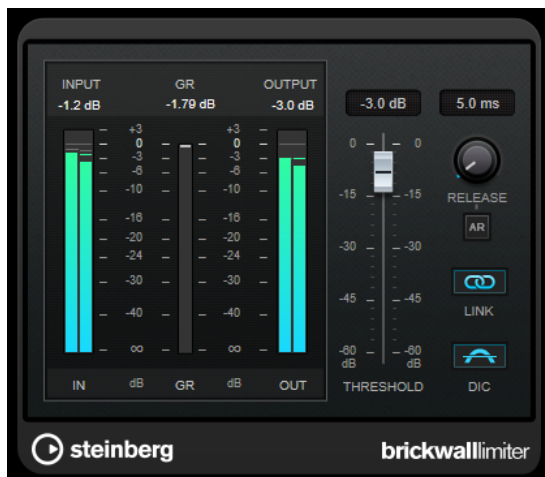 INPUT GR OUTPUT
-1.2 dB -1.79 dB -3.0 dB
-3.0 dB 5.0 ms
+3 +3
0 0
-3 -3
-6 -6
-10 -10
-16 -16
-20 -20
-24 -24
-30 -30
-40 -40
∞ ∞
IN dB GR dB OUT
0 0
-15 -15
-30 -30
-45 -45
-60 -60
dB dB
THRESHOLD
RELEASE
AR
LINK
DIC
steinberg
brickwalllimiter